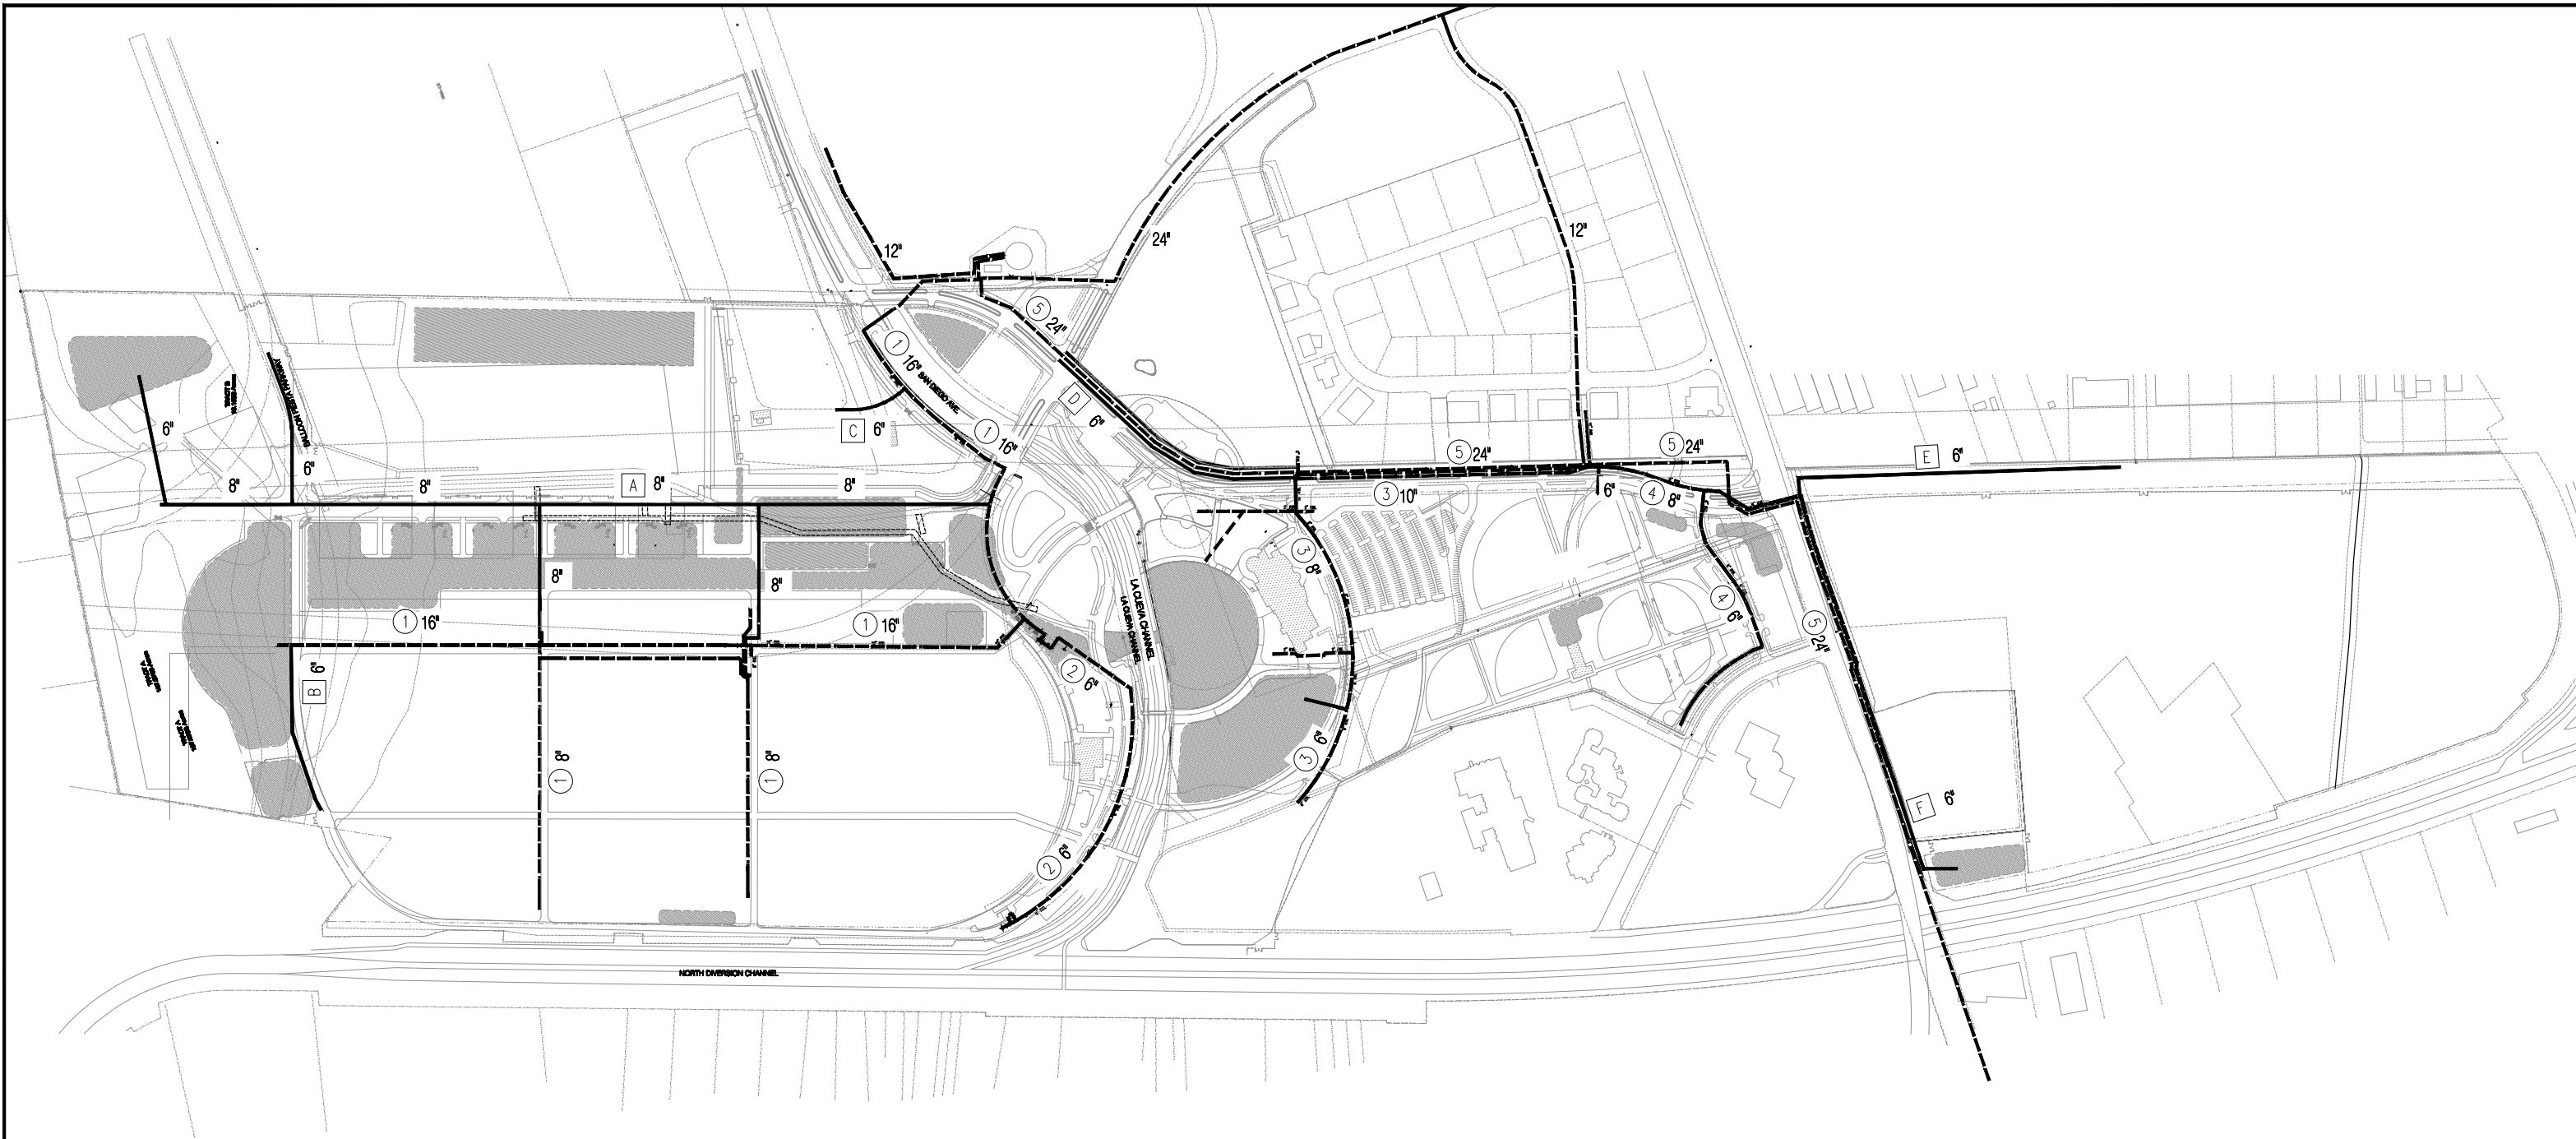 12"
24"
12"
5 24"
1 16"
SAN DIEGO AVE.
BALLOON FIESTA PARKWAY
D 6"
6"
C 6"
1 16"
5 24"
5 24"
E 6"
6"
8"
8"
A 8"
8"
3 10"
6"
4 8"
3 8"
8"
8"
LA CUEVA CHANNEL
LA CUEVA CHANNEL
1 16"
1 16"
4 6"
5 24"
B 6"
2 6"
3 6"
1 8"
1 8"
F 6"
2 6"
NORTH DIVERSION CHANNEL